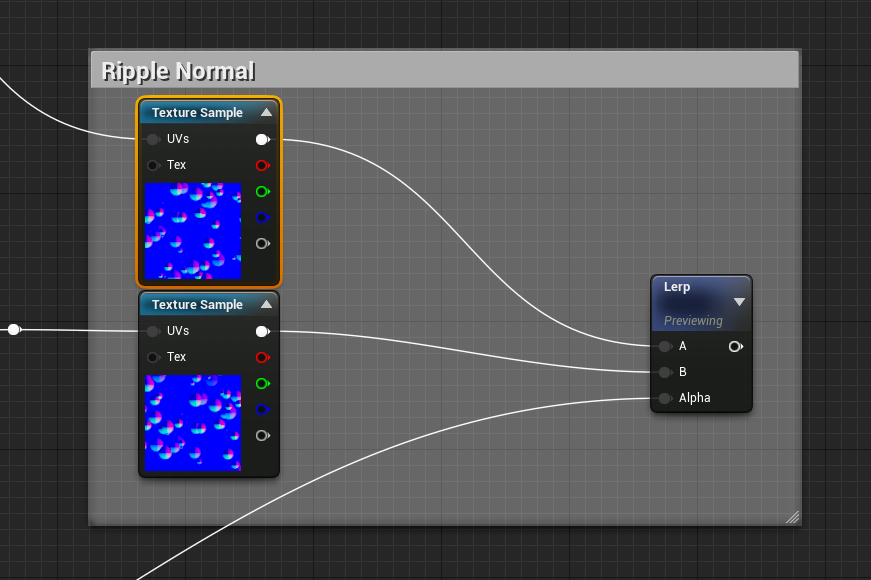 Ripple Normal
Texture Sample
UVs
Tex
Texture Sample
UVs
Tex
Lerp
Previewing
A
B
Alpha